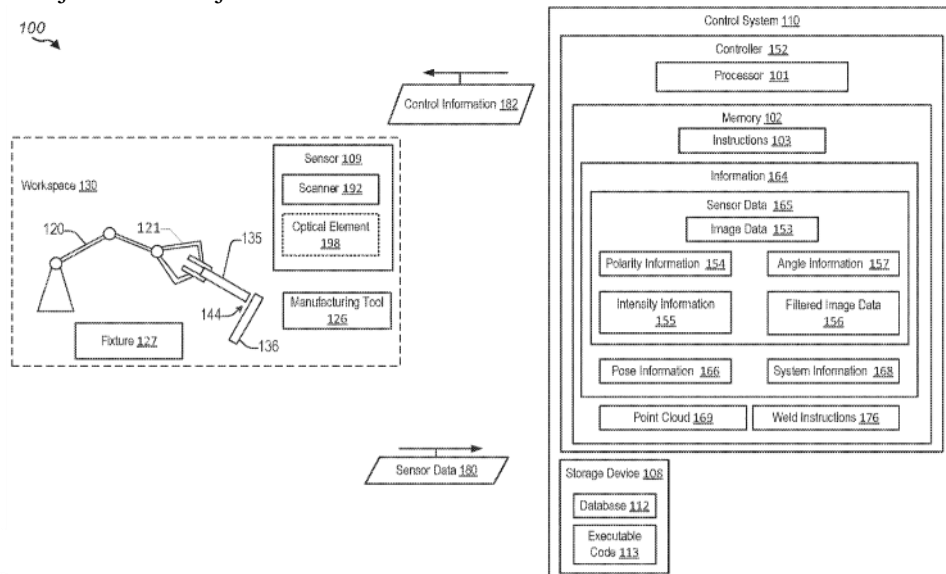 100
Control System 110
Controller 152
Processor 101
Control Information 182
Memory 102
Instructions 103
Information 164
Sensor Data 165
Image Data 153
Polarity Information 154
Angle Information 157
Intensity Information
155
Filtered Image Data
156
Pose Information 166
System Information 168
Point Cloud 169
Weld Instructions 176
Workspace 130
120
121
135
144
136
Fixture 127
Sensor 109
Scanner 192
Optical Element
198
Manufacturing Tool
126
Sensor Data 180
Storage Device 108
Database 112
Executable
Code 113